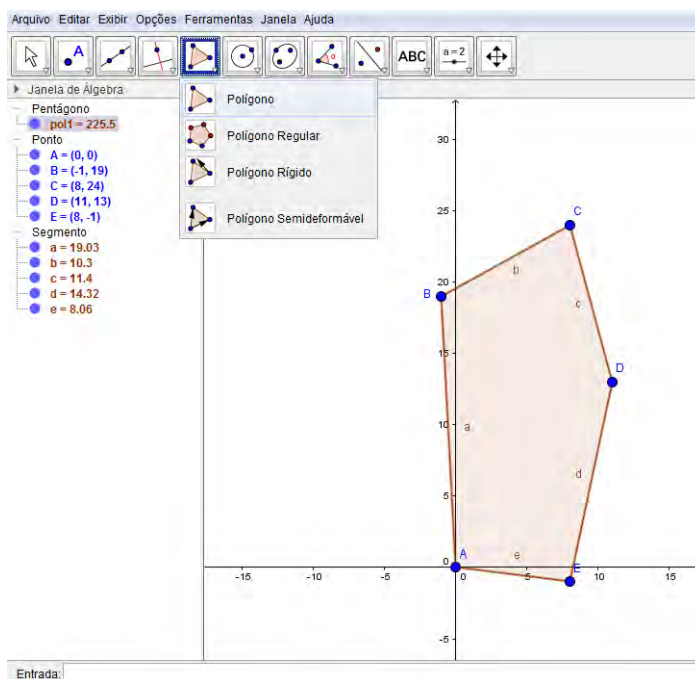 Arquivo Editar Exibir Opções Ferramentas Janela Ajuda
ABC
a=2
α
Janela de Álgebra
Pentágono
pol1 = 225.5
Ponto
A = (0, 0)
B = (-1, 19)
C = (8, 24)
D = (11, 13)
E = (8, -1)
Segmento
a = 19.03
b = 10.3
c = 11.4
d = 14.32
e = 8.06
Polígono
Polígono Regular
Polígono Rígido
Polígono Semideformável
30
25
20
15
10
5
0
-5
-15
-10
-5
0
5
10
15
A
B
C
D
E
a
b
c
d
e
A
Entrada: